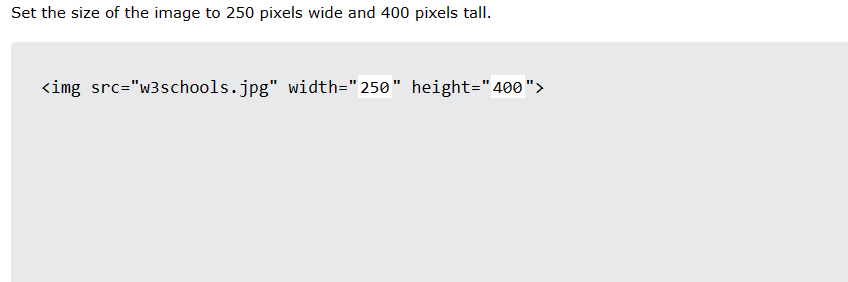 Set the size of the image to 250 pixels wide and 400 pixels tall.
<img src="w3schools.jpg" width="250" height="400">